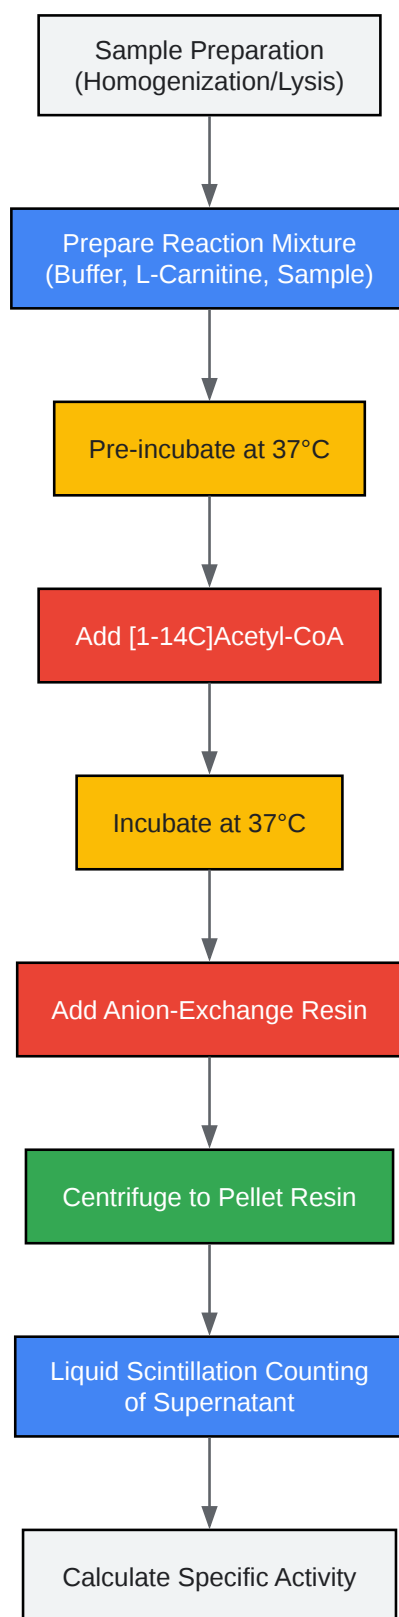 Sample Preparation
(Homogenization/Lysis)
Prepare Reaction Mixture
(Buffer, L-Carnitine, Sample)
Pre-incubate at 37°C
Add [1-14C]Acetyl-CoA
Incubate at 37°C
Add Anion-Exchange Resin
Centrifuge to Pellet Resin
Liquid Scintillation Counting
of Supernatant
Calculate Specific Activity